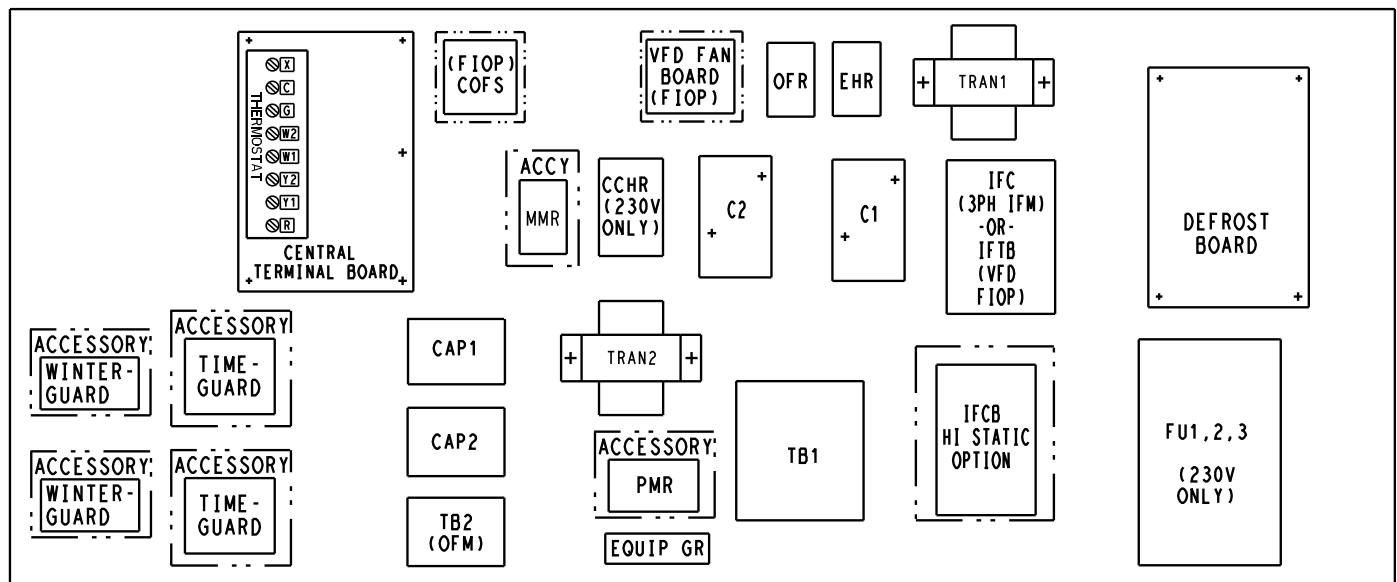 X
C
G
W2
W1
Y2
Y1
R
THERMOSTAT
CENTRAL
TERMINAL BOARD
(FIOP)
COFS
VFD FAN
BOARD
(FIOP)
OFR
EHR
TRAN1
ACCY
MMR
CCHR
(230V
ONLY)
C2
C1
IFC
(3PH IFM)
-OR-
IFTB
(VFD
FIOP)
DEFROST
BOARD
ACCESSORY
WINTER-
GUARD
ACCESSORY
TIME-
GUARD
CAP1
TRAN2
ACCESSORY
WINTER-
GUARD
ACCESSORY
TIME-
GUARD
CAP2
TB2
(OFM)
ACCESSORY
PMR
EQUIP GR
TB1
IFCB
HI STATIC
OPTION
FU1,2,3
(230V
ONLY)